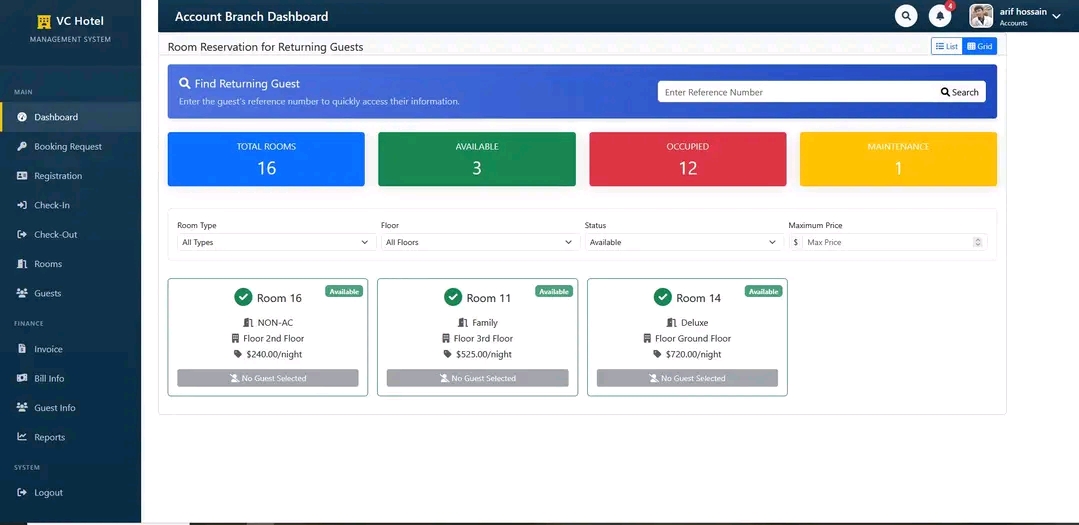 VC Hotel
MANAGEMENT SYSTEM
MAIN
Dashboard
Booking Request
Registration
Check-In
Check-Out
Rooms
Guests
FINANCE
Invoice
Bill Info
Guest Info
Reports
SYSTEM
Logout
Account Branch Dashboard
4
arif hossain
Accounts
Room Reservation for Returning Guests
List
Grid
Find Returning Guest
Enter the guest's reference number to quickly access their information.
Enter Reference Number
Search
TOTAL ROOMS
16
AVAILABLE
3
OCCUPIED
12
MAINTENANCE
1
Room Type
All Types
Floor
All Floors
Status
Available
Maximum Price
$ Max Price
Room 16
Available
NON-AC
Floor 2nd Floor
$240.00/night
No Guest Selected
Room 11
Available
Family
Floor 3rd Floor
$525.00/night
No Guest Selected
Room 14
Available
Deluxe
Floor Ground Floor
$720.00/night
No Guest Selected